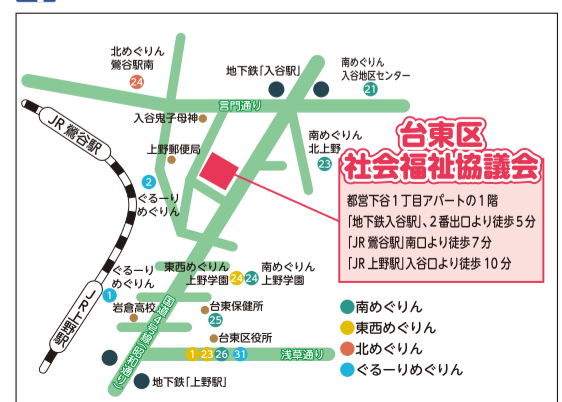 北めぐりん
鶯谷駅南
24
地下鉄「入谷駅」
南めぐりん
入谷地区センター
21
言問通り
入谷鬼子母神
JR 鶯谷駅
上野郵便局
南めぐりん
北上野
23
台東区
社会福祉協議会
都営下谷1丁目アパートの1階
「地下鉄入谷駅」、2番出口より徒歩5分
「JR 鶯谷駅」南口より徒歩7分
「JR 上野駅」入谷口より徒歩10分
2
ぐるーり
めぐりん
東西めぐりん
上野学園
24
24
南めぐりん
上野学園
ぐるーり
めぐりん
1
岩倉高校
台東保健所
25
JR上野駅
国道4号線(昭和通り)
台東区役所
1 23 26 31
浅草通り
地下鉄「上野駅」
南めぐりん
東西めぐりん
北めぐりん
ぐるーりめぐりん